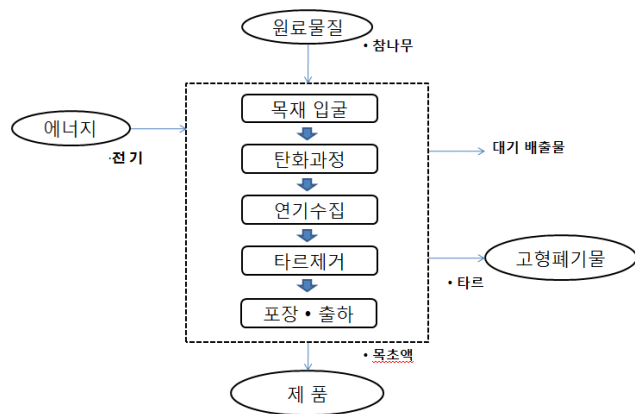 원료물질
• 참나무
목재 입굴
에너지
·전 기
탄화과정
대기 배출물
연기수집
타르제거
고형폐기물
• 타르
포장 • 출하
• 목초액
제 품